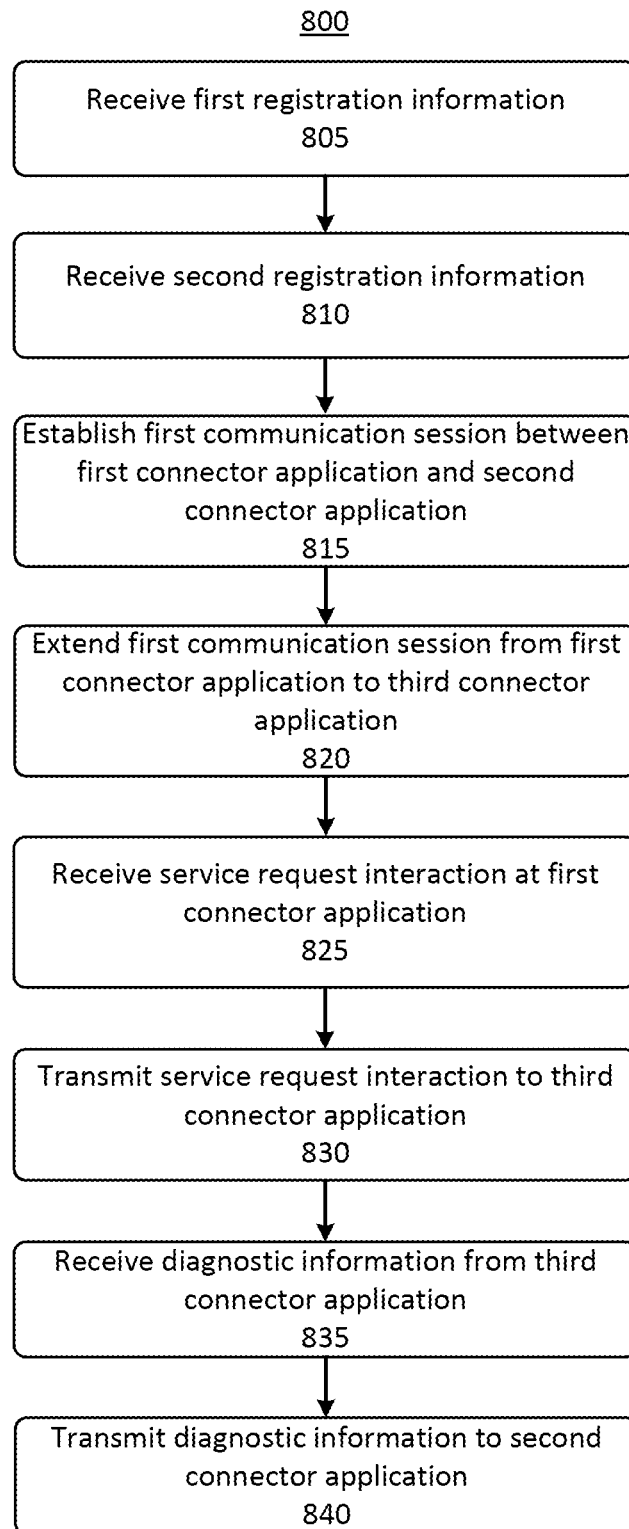 800
Receive first registration information
805
Receive second registration information
810
Establish first communication session between
first connector application and second
connector application
815
Extend first communication session from first
connector application to third connector
application
820
Receive service request interaction at first
connector application
825
Transmit service request interaction to third
connector application
830
Receive diagnostic information from third
connector application
835
Transmit diagnostic information to second
connector application
840